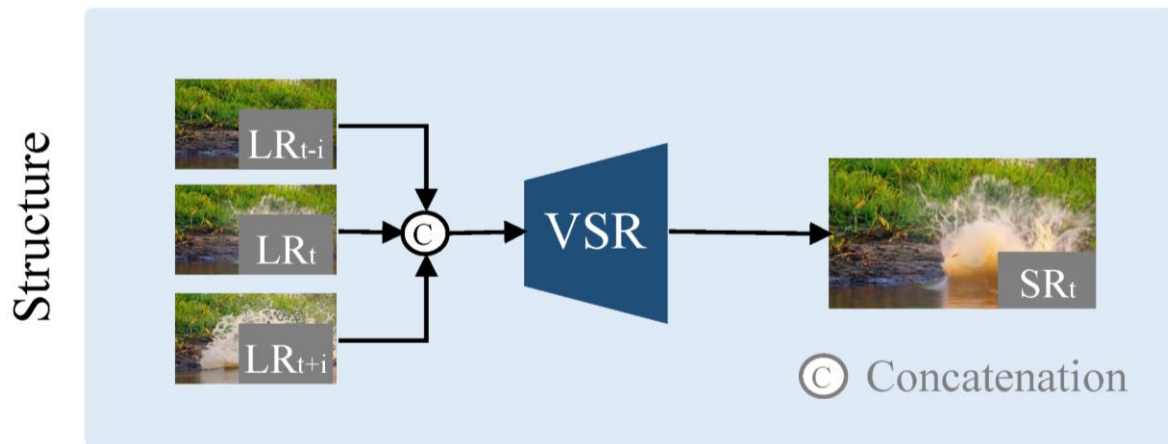 Structure
LRt-i
LRt
LRt+i
C
VSR
SRt
C Concatenation